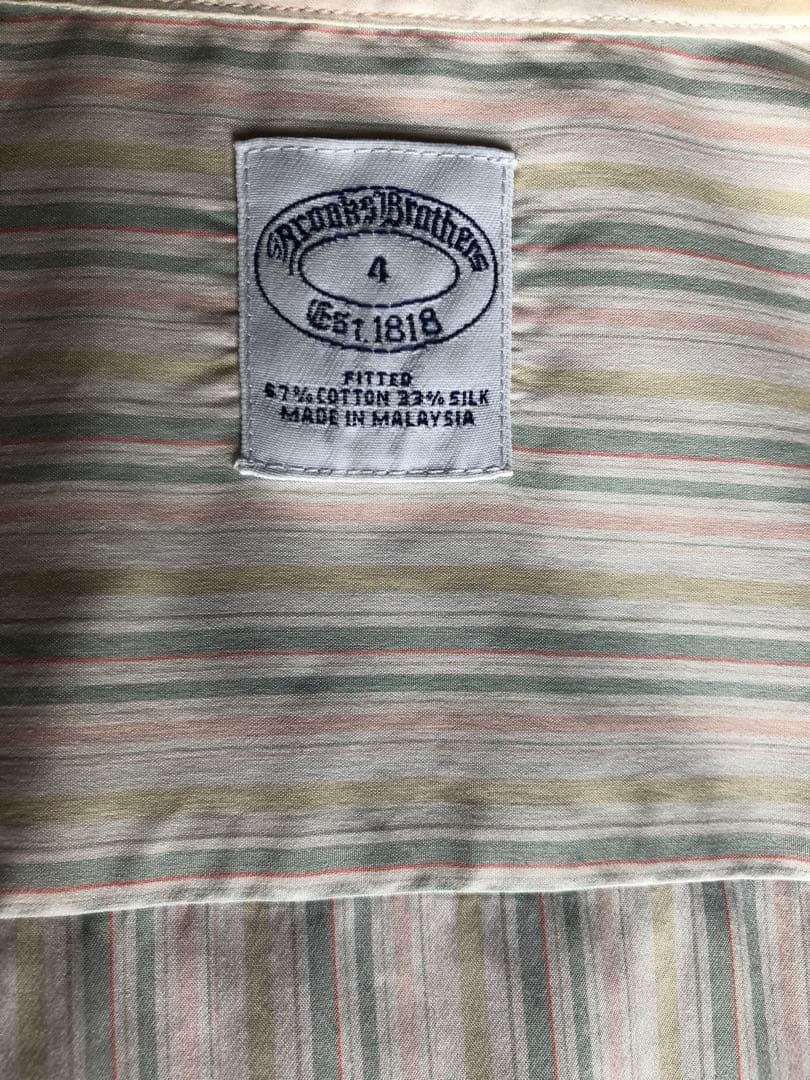 Brooks Brothers
4
Est. 1818
FITTED
67% COTTON 33% SILK
MADE IN MALAYSIA